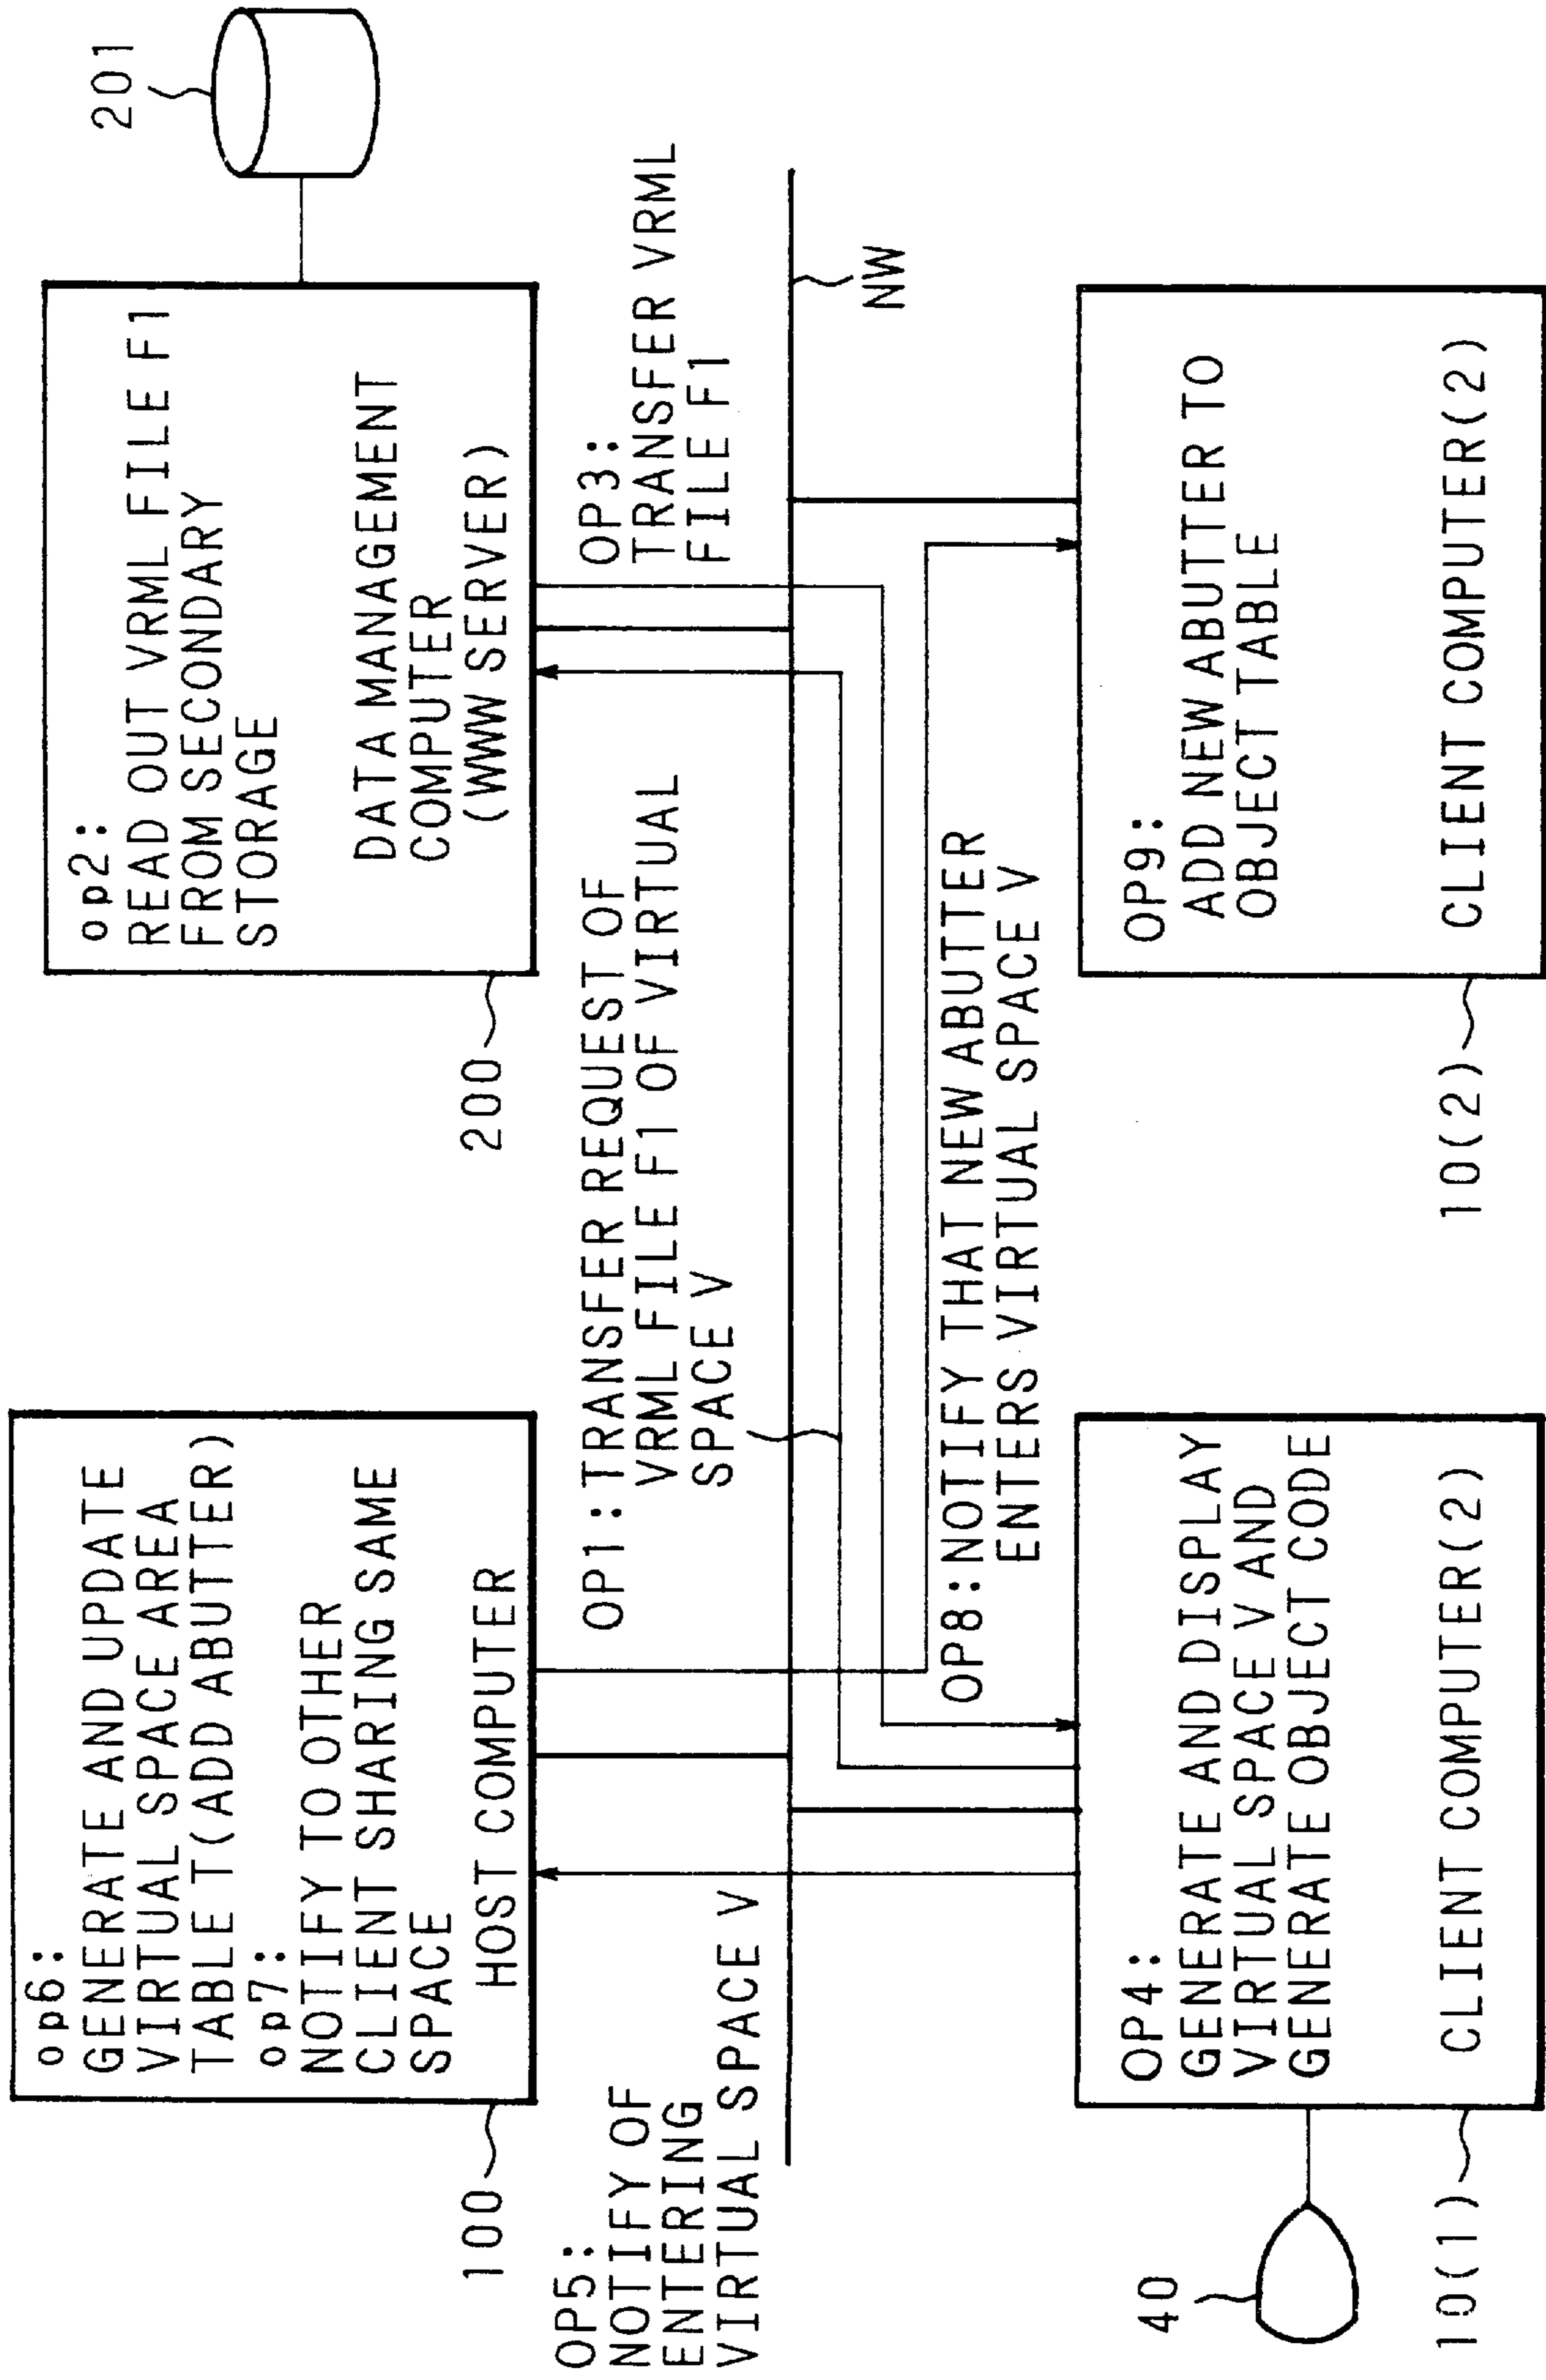 op6:
GENERATE AND UPDATE
VIRTUAL SPACE AREA
TABLE T(ADD ABUTTER)
op7:
NOTIFY TO OTHER
CLIENT SHARING SAME
SPACE
HOST COMPUTER
100
op2:
READ OUT VRML FILE F1
FROM SECONDARY
STORAGE
DATA MANAGEMENT
COMPUTER
(WWW SERVER)
200
201
OP5:
NOTIFY OF
ENTERING
VIRTUAL SPACE V
OP1:TRANSFER REQUEST OF
VRML FILE F1 OF VIRTUAL
SPACE V
OP3:
TRANSFER VRML
FILE F1
NW
OP8:NOTIFY THAT NEW ABUTTER
ENTERS VIRTUAL SPACE V
OP4:
GENERATE AND DISPLAY
VIRTUAL SPACE V AND
GENERATE OBJECT CODE
CLIENT COMPUTER(2)
40
10(1)
OP9:
ADD NEW ABUTTER TO
OBJECT TABLE
CLIENT COMPUTER(2)
10(2)